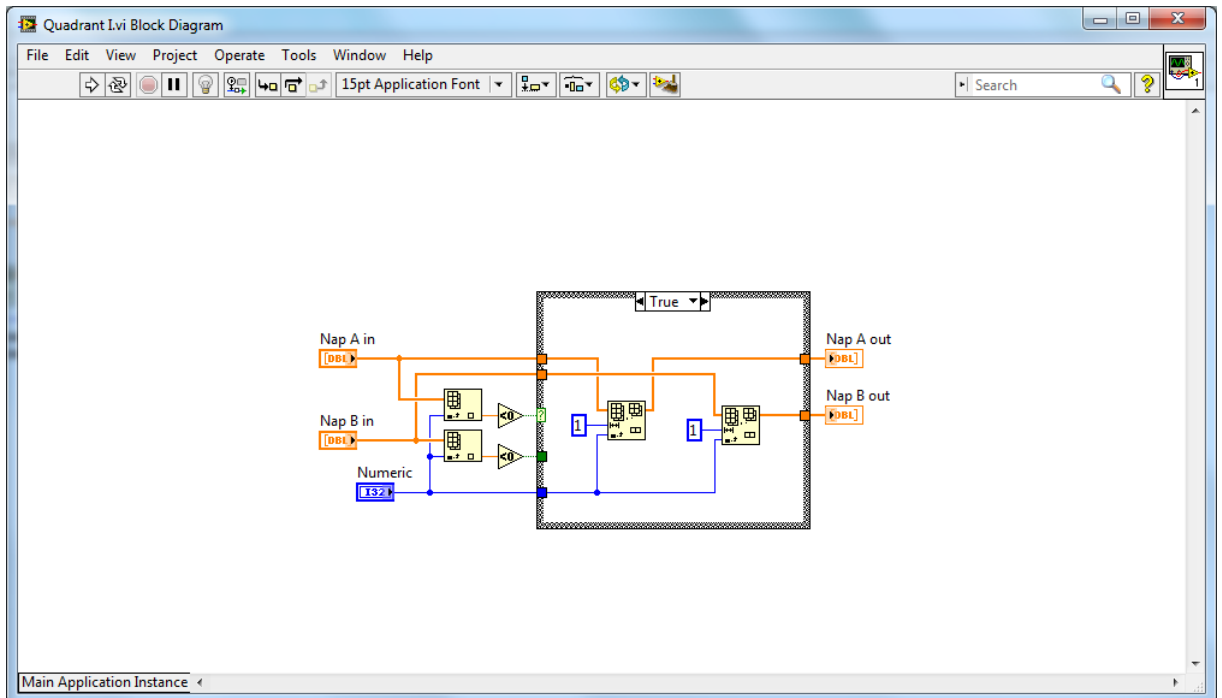 Quadrant I.vi Block Diagram
File Edit View Project Operate Tools Window Help
15pt Application Font
Search
?
1
True
Nap A in
[DBL]
Nap A out
DBL]
<0
?
Nap B in
[DBL]
Nap B out
DBL]
1
1
<0
Numeric
I32
Main Application Instance